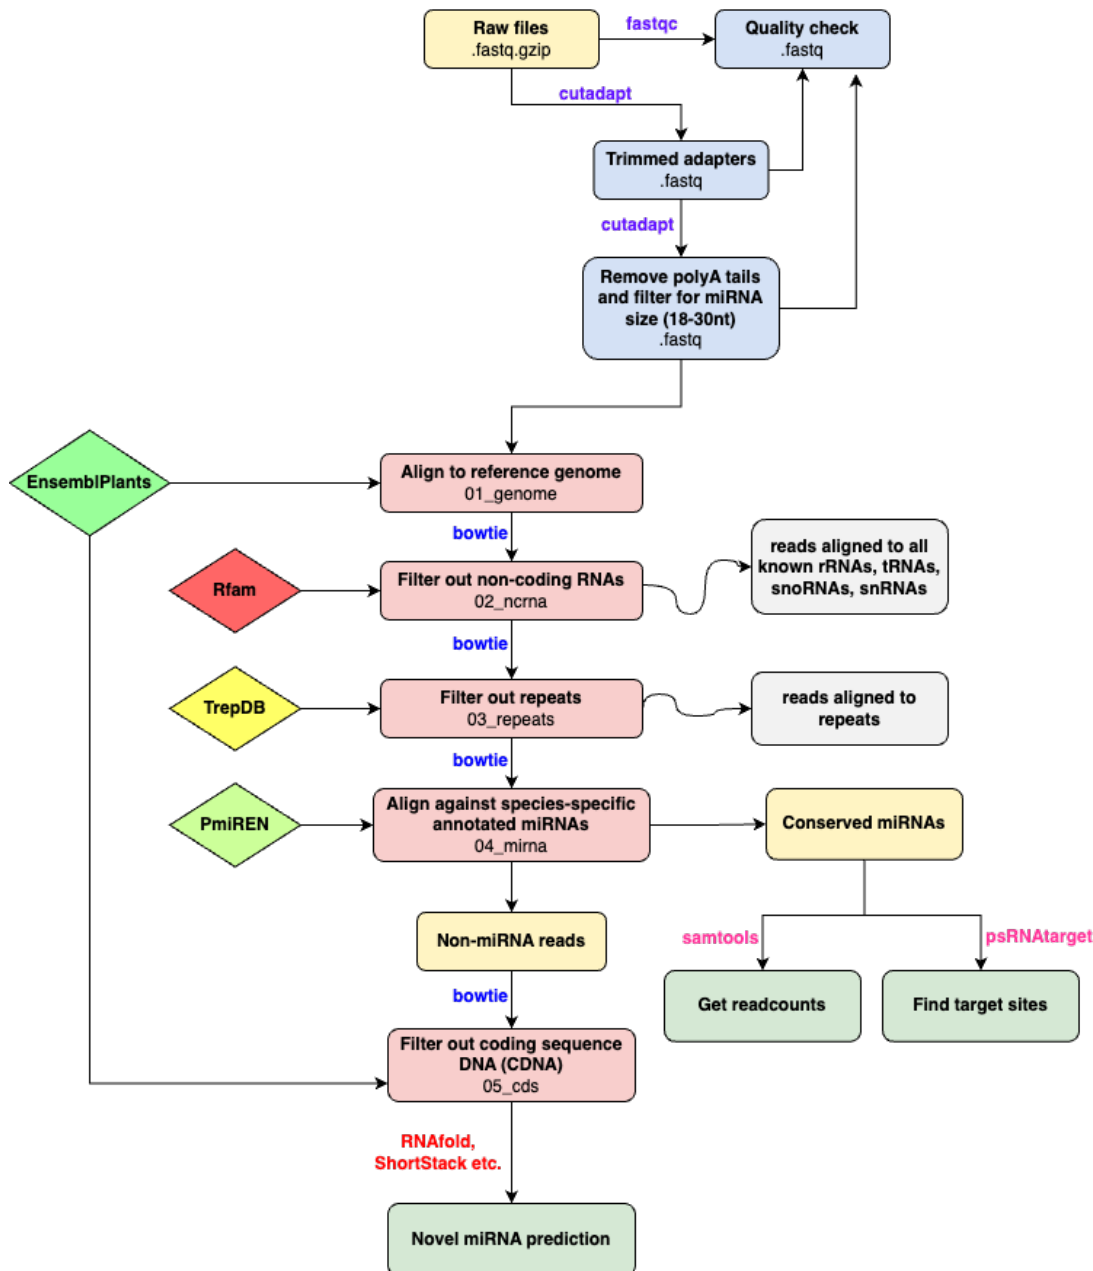 Raw files
.fastq.gzip
fastqc
Quality check
.fastq
cutadapt
Trimmed adapters
.fastq
cutadapt
Remove polyA tails
and filter for miRNA
size (18-30nt)
.fastq
EnsemblPlants
Align to reference genome
01_genome
bowtie
Rfam
Filter out non-coding RNAs
02_ncrna
reads aligned to all
known rRNAs, tRNAs,
snoRNAs, snRNAs
bowtie
TrepDB
Filter out repeats
03_repeats
reads aligned to
repeats
bowtie
PmiREN
Align against species-specific
annotated miRNAs
04_mirna
Conserved miRNAs
Non-miRNA reads
samtools
psRNAtarget
bowtie
Get readcounts
Find target sites
Filter out coding sequence
DNA (CDNA)
05_cds
RNAfold,
ShortStack etc.
Novel miRNA prediction